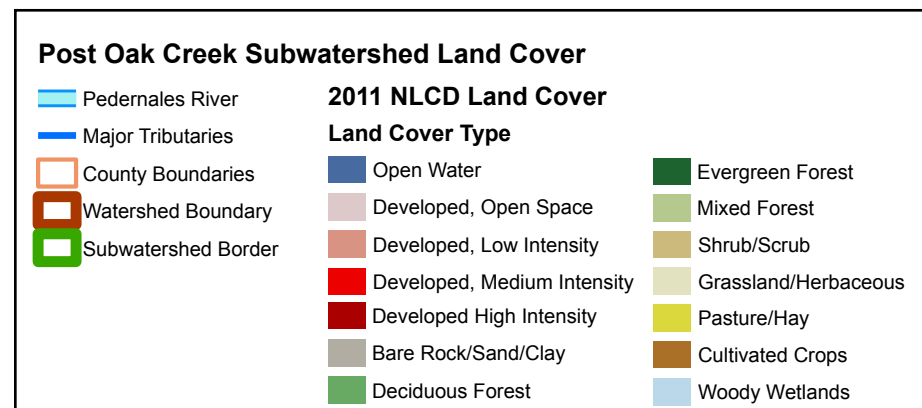 Post Oak Creek Subwatershed Land Cover
Pedernales River
Major Tributaries
County Boundaries
Watershed Boundary
Subwatershed Border
2011 NLCD Land Cover
Land Cover Type
Open Water
Developed, Open Space
Developed, Low Intensity
Developed, Medium Intensity
Developed High Intensity
Bare Rock/Sand/Clay
Deciduous Forest
Evergreen Forest
Mixed Forest
Shrub/Scrub
Grassland/Herbaceous
Pasture/Hay
Cultivated Crops
Woody Wetlands